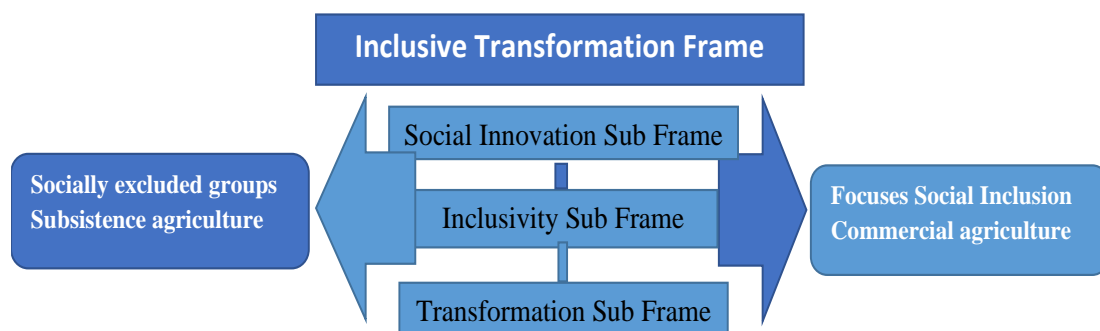 Inclusive Transformation Frame
Social Innovation Sub Frame
Socially excluded groups
Subsistence agriculture
Inclusivity Sub Frame
Focuses Social Inclusion
Commercial agriculture
Transformation Sub Frame